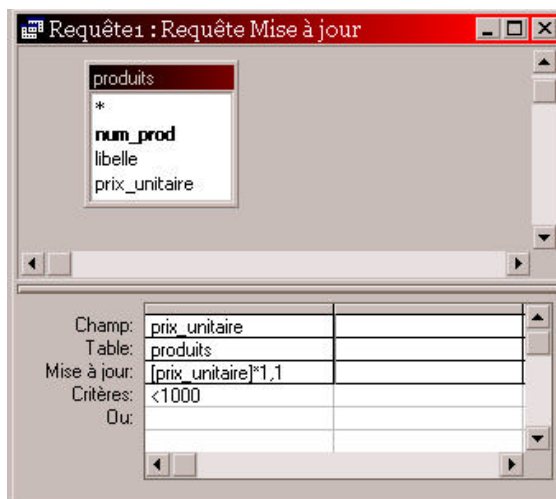 Requête1 : Requête Mise à jour
produits
*
num_prod
libelle
prix_unitaire
Champ: prix_unitaire
Table: produits
Mise à jour: [prix_unitaire]*1,1
Critères: <1000
Ou: